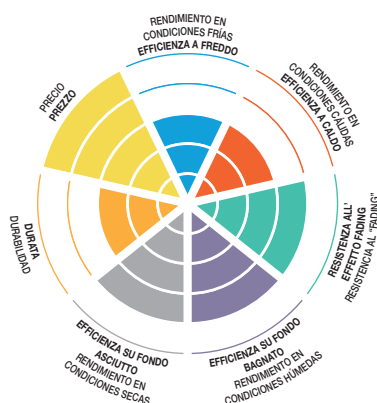 RENDIMIENTO EN
CONDICIONES FRÍAS
EFFICIENZA A FREDDO
RENDIMIENTO EN
CONDICIONES CÁLIDAS
EFFICIENZA A CALDO
RESISTENZA ALL'
EFFETTO FADING
RESISTENCIA AL "FADING"
EFFICIENZA SU FONDO
BAGNATO
RENDIMIENTO EN
CONDICIONES HÚMEDAS
EFFICIENZA SU FONDO
ASCIUTTO
RENDIMIENTO EN
CONDICIONES SECAS
DURATA
DURABILIDAD
PRECIO
PREZZO